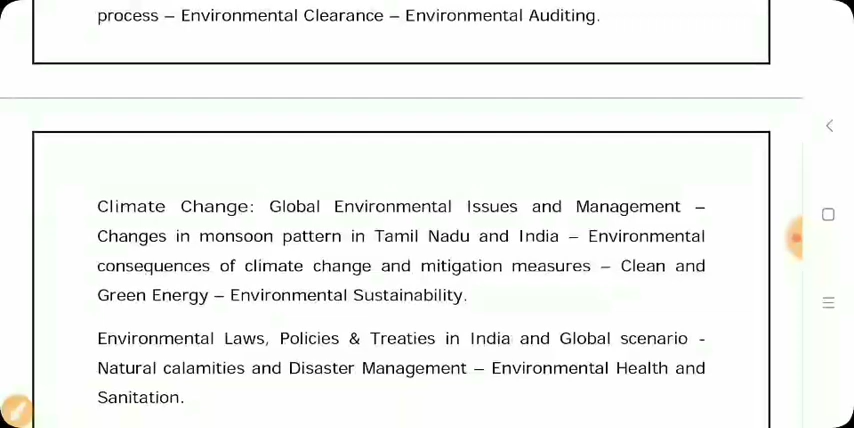 process – Environmental Clearance – Environmental Auditing.
Climate Change: Global Environmental Issues and Management –
Changes in monsoon pattern in Tamil Nadu and India – Environmental
consequences of climate change and mitigation measures – Clean and
Green Energy – Environmental Sustainability.
Environmental Laws, Policies & Treaties in India and Global scenario -
Natural calamities and Disaster Management – Environmental Health and
Sanitation.